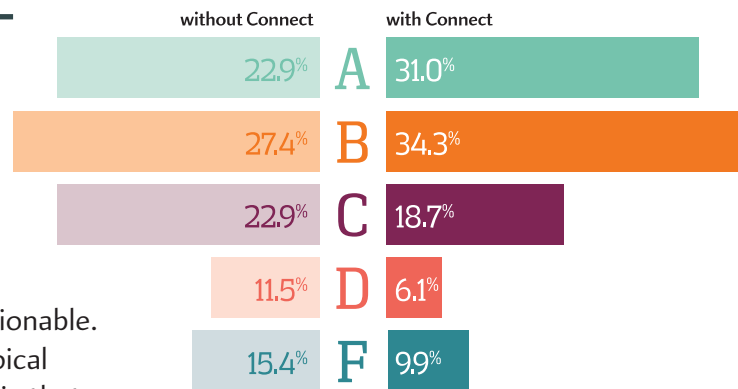 without Connect with Connect
22.9% A 31.0%
27.4% B 34.3%
22.9% C 18.7%
11.5% D 6.1%
ionable.
15.4% F 9.9%